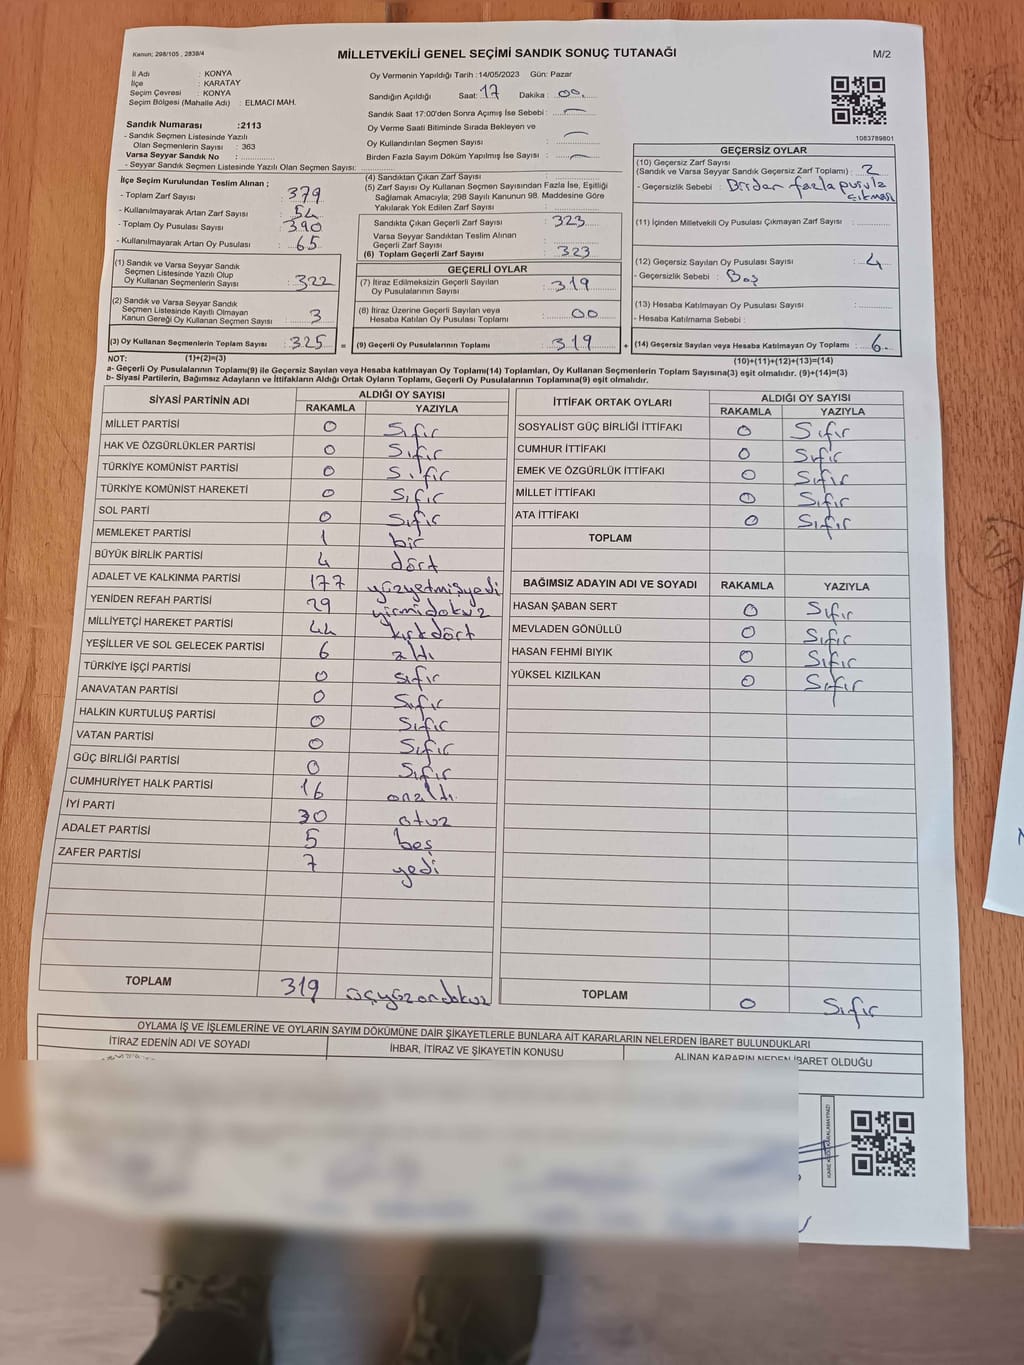 Kanun; 298/105 , 2839/4
MİLLETVEKİLİ GENEL SEÇİMİ SANDIK SONUÇ TUTANAĞI
M/2
İl Adı : KONYA
İlçe : KARATAY
Seçim Çevresi : KONYA
Seçim Bölgesi (Mahalle Adı) : ELMACI MAH.
Sandık Numarası :2113
- Sandık Seçmen Listesinde Yazılı
Olan Seçmenlerin Sayısı : 363
Varsa Seyyar Sandık No :
- Seyyar Sandık Seçmen Listesinde Yazılı Olan Seçmen Sayısı:
Oy Vermenin Yapıldığı Tarih :14/05/2023 Gün: Pazar
Sandığın Açıldığı Saat: 17 Dakika : 00.
Sandık Saat 17:00'den Sonra Açımış İse Sebebi : —
Oy Verme Saati Bitiminde Sırada Bekleyen ve
Oy Kullandırılan Seçmen Sayısı : —
Birden Fazla Sayım Döküm Yapılmış İse Sayısı : —
1083789801
İlçe Seçim Kurulundan Teslim Alınan ;
- Toplam Zarf Sayısı : 379
- Kullanılmayarak Artan Zarf Sayısı : 54
- Toplam Oy Pusulası Sayısı : 390
- Kullanılmayarak Artan Oy Pusulası : 65
(4) Sandıktan Çıkan Zarf Sayısı :
(5) Zarf Sayısı Oy Kullanan Seçmen Sayısından Fazla İse, Eşitliği
Sağlamak Amacıyla; 298 Sayılı Kanunun 98. Maddesine Göre
Yakılarak Yok Edilen Zarf Sayısı :
Sandıkta Çıkan Geçerli Zarf Sayısı : 323
Varsa Seyyar Sandıktan Teslim Alınan
Geçerli Zarf Sayısı :
(6) Toplam Geçerli Zarf Sayısı : 323
GEÇERSİZ OYLAR
(10) Geçersiz Zarf Sayısı
(Sandık ve Varsa Seyyar Sandık Geçersiz Zarf Toplamı) : 2
- Geçersizlik Sebebi : Birden fazla pusula
çıkması
(11) İçinden Milletvekili Oy Pusulası Çıkmayan Zarf Sayısı :
(12) Geçersiz Sayılan Oy Pusulası Sayısı : 4
- Geçersizlik Sebebi : Boş
(13) Hesaba Katılmayan Oy Pusulası Sayısı :
- Hesaba Katılmama Sebebi :
(1) Sandık ve Varsa Seyyar Sandık
Seçmen Listesinde Yazılı Olup
Oy Kullanan Seçmenlerin Sayısı : 322
(2) Sandık ve Varsa Seyyar Sandık
Seçmen Listesinde Kayıtlı Olmayan
Kanun Gereği Oy Kullanan Seçmen Sayısı : 3
(3) Oy Kullanan Seçmenlerin Toplam Sayısı : 325 =
GEÇERLİ OYLAR
(7) İtiraz Edilmeksizin Geçerli Sayılan
Oy Pusulalarının Sayısı : 319
(8) İtiraz Üzerine Geçerli Sayılan veya
Hesaba Katılan Oy Pusulası Toplamı : 00
(9) Geçerli Oy Pusulalarının Toplamı : 319 +
(14) Geçersiz Sayılan veya Hesaba Katılmayan Oy Toplamı : 6
NOT: (1)+(2)=(3)
(10)+(11)+(12)+(13)=(14)
a- Geçerli Oy Pusulalarının Toplamı(9) ile Geçersiz Sayılan veya Hesaba katılmayan Oy Toplamı(14) Toplamları, Oy Kullanan Seçmenlerin Toplam Sayısına(3) eşit olmalıdır. (9)+(14)=(3)
b- Siyasi Partilerin, Bağımsız Adayların ve İttifakların Aldığı Ortak Oyların Toplamı, Geçerli Oy Pusulalarının Toplamına(9) eşit olmalıdır.
SİYASİ PARTİNİN ADI ALDIĞI OY SAYISI
RAKAMLA YAZIYLA
MİLLET PARTİSİ 0 Sıfır
HAK VE ÖZGÜRLÜKLER PARTİSİ 0 Sıfır
TÜRKİYE KOMÜNİST PARTİSİ 0 Sıfır
TÜRKİYE KOMÜNİST HAREKETİ 0 Sıfır
SOL PARTİ 0 Sıfır
MEMLEKET PARTİSİ 1 bir
BÜYÜK BİRLİK PARTİSİ 4 dört
ADALET VE KALKINMA PARTİSİ 177 yüzyetmişyedi
YENİDEN REFAH PARTİSİ 29 yirmidokuz
MİLLİYETÇİ HAREKET PARTİSİ 44 kırkdört
YEŞİLLER VE SOL GELECEK PARTİSİ 6 altı
TÜRKİYE İŞÇİ PARTİSİ 0 sıfır
ANAVATAN PARTİSİ 0 Sıfır
HALKIN KURTULUŞ PARTİSİ 0 Sıfır
VATAN PARTİSİ 0 Sıfır
GÜÇ BİRLİĞİ PARTİSİ 0 Sıfır
CUMHURİYET HALK PARTİSİ 16 onaltı
İYİ PARTİ 30 otuz
ADALET PARTİSİ 5 beş
ZAFER PARTİSİ 7 yedi
TOPLAM 319 üçyüzondokuz
İTTİFAK ORTAK OYLARI ALDIĞI OY SAYISI
RAKAMLA YAZIYLA
SOSYALIST GÜÇ BİRLİĞİ İTTİFAKI 0 Sıfır
CUMHUR İTTİFAKI 0 Sıfır
EMEK VE ÖZGÜRLÜK İTTİFAKI 0 Sıfır
MİLLET İTTİFAKI 0 Sıfır
ATA İTTİFAKI 0 Sıfır
TOPLAM
BAĞIMSIZ ADAYIN ADI VE SOYADI RAKAMLA YAZIYLA
HASAN ŞABAN SERT 0 Sıfır
MEVLADEN GÖNÜLLÜ 0 Sıfır
HASAN FEHMI BIYIK 0 Sıfır
YÜKSEL KIZILKAN 0 Sıfır
TOPLAM 0 Sıfır
OYLAMA İŞ VE İŞLEMLERİNE VE OYLARIN SAYIM DÖKÜMÜNE DAİR ŞİKAYETLERLE BUNLARA AİT KARARLARIN NELERDEN İBARET BULUNDUKLARI
İTİRAZ EDENİN ADI VE SOYADI İHBAR, İTİRAZ VE ŞİKAYETİN KONUSU ALINAN KARARIN NEDEN İBARET OLDUĞU